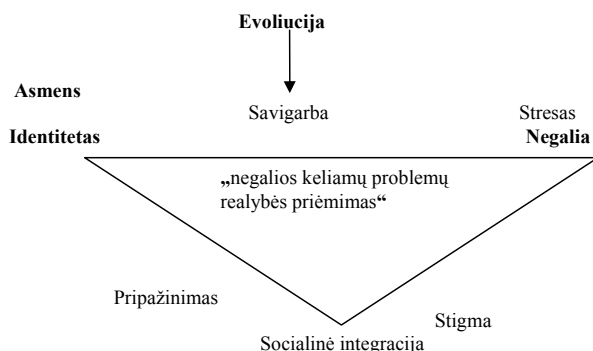 Evoliucija
Asmens
Savigarba
Stresas
Identitetas
Negalia
„negalios keliamų problemų
realybės priėmimas“
Pripažinimas
Stigma
Socialinė integracija